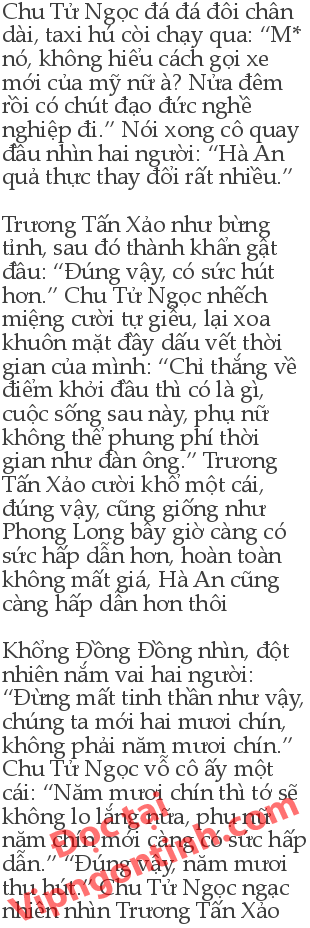 Chu Tử Ngọc đá đá đôi chân
dài, taxi hú còi chạy qua: “M*
nó, không hiểu cách gọi xe
mới của mỹ nữ à? Nửa đêm
rồi có chút đạo đức nghề
nghiệp đi.” Nói xong cô quay
đầu nhìn hai người: “Hà An
quả thực thay đổi rất nhiều.”
Trương Tấn Xảo như bừng
tỉnh, sau đó thành khẩn gật
đầu: “Đúng vậy, có sức hút
hơn.” Chu Tử Ngọc nhếch
miệng cười tự giễu, lại xoa
khuôn mặt đầy dấu vết thời
gian của mình: “Chỉ thắng về
điểm khởi đầu thì có là gì,
cuộc sống sau này, phụ nữ
không thể phung phí thời
gian như đàn ông.” Trương
Tấn Xảo cười khổ một cái,
đúng vậy, cũng giống như
Phong Long bây giờ càng có
sức hấp dẫn hơn, hoàn toàn
không mất giá, Hà An cũng
càng hấp dẫn hơn thôi
Khổng Đồng Đồng nhìn, đột
nhiên nắm vai hai người:
“Đừng mất tinh thần như vậy,
chúng ta mới hai mươi chín,
không phải năm mươi chín.”
Chu Tử Ngọc vỗ cô ấy một
cái: “Năm mươi chín thì tớ sẽ
không lo lắng nữa, phụ nữ
năm chín mới càng có sức hấp
dẫn.” “Đúng vậy, năm mươi
thu hút.” Chu Tử Ngọc ngạc
nhiên nhìn Trương Tấn Xảo
Đọc tại
Vipngontinh.com